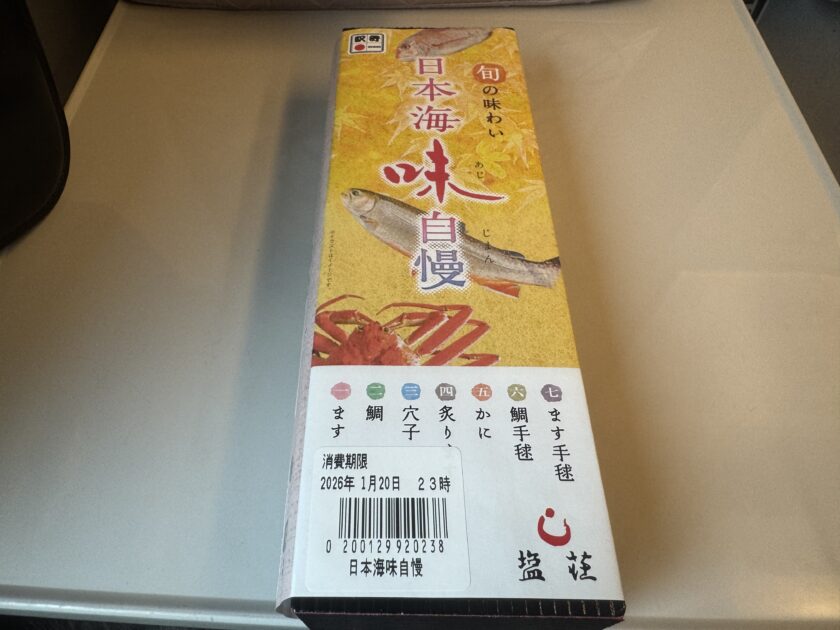 駅弁
旬の味わい
日本海
味
あじ
自慢
じまん
一 ます
二 鯛
三 穴子
四 炙り
五 かに
六 鯛手毬
七 ます手毬
消費期限
2026年 1月20日 23時
0 200129 920238
日本海味自慢
塩荘